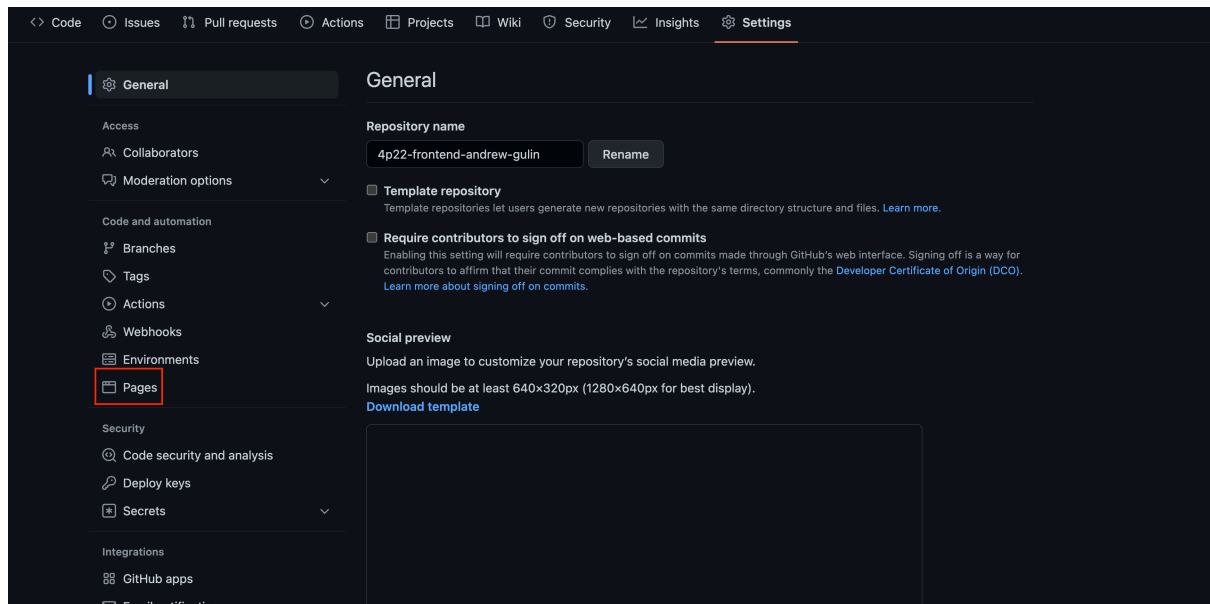 Code Issues Pull requests Actions Projects Wiki Security Insights Settings
General
Access
Collaborators
Moderation options
Code and automation
Branches
Tags
Actions
Webhooks
Environments
Pages
Security
Code security and analysis
Deploy keys
Secrets
Integrations
GitHub apps
General
Repository name
4p22-frontend-andrew-gulin Rename
Template repository
Template repositories let users generate new repositories with the same directory structure and files. Learn more.
Require contributors to sign off on web-based commits
Enabling this setting will require contributors to sign off on commits made through GitHub's web interface. Signing off is a way for
contributors to affirm that their commit complies with the repository's terms, commonly the Developer Certificate of Origin (DCO).
Learn more about signing off on commits.
Social preview
Upload an image to customize your repository's social media preview.
Images should be at least 640×320px (1280×640px for best display).
Download template